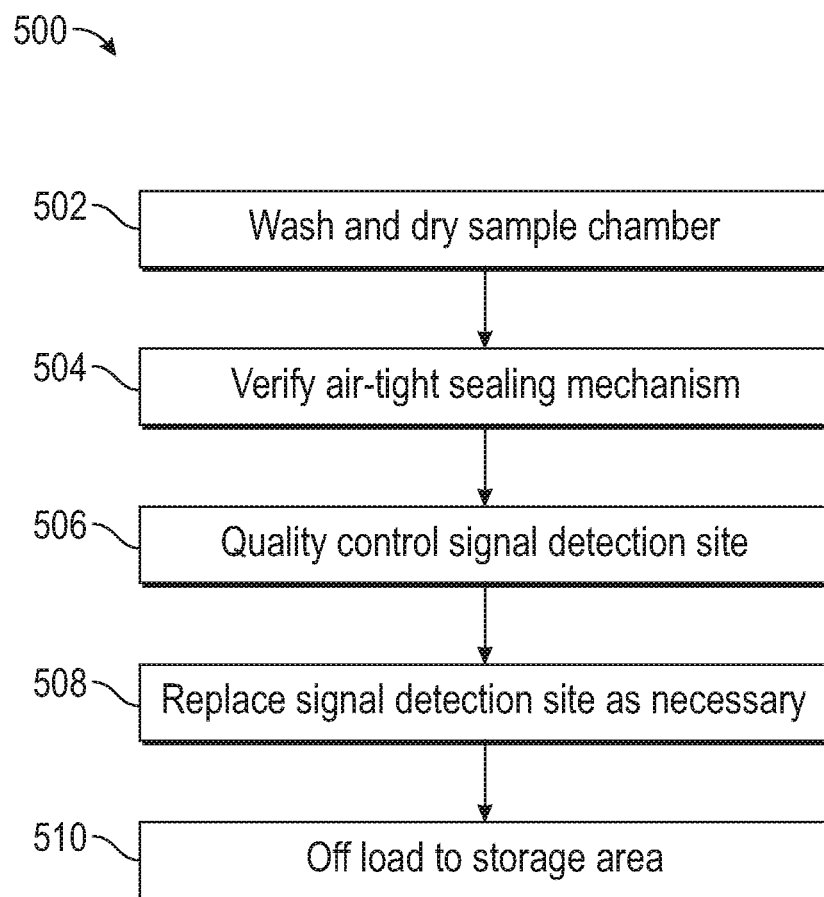 500
502
Wash and dry sample chamber
504
Verify air-tight sealing mechanism
506
Quality control signal detection site
508
Replace signal detection site as necessary
510
Off load to storage area